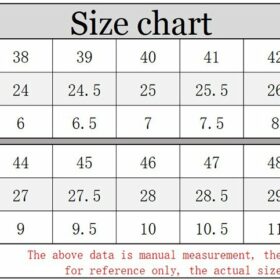 Size chart
38 39 40 41 42
24 24.5 25 25.5 26
6 6.5 7 7.5 8
44 45 46 47 48
27 27.5 28 28.5 29
9 9.5 10 10.5 11
The above data is manual measurement, the
for reference only, the actual size